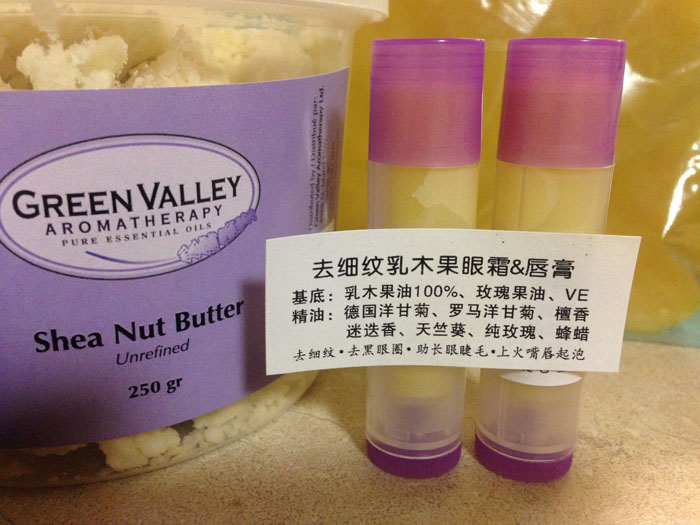 GREEN VALLEY
AROMATHERAPY
PURE ESSENTIAL OILS
Shea Nut Butter
Unrefined
250 gr
去细纹乳木果眼霜&唇膏
基底：乳木果油100%、玫瑰果油、VE
精油：德国洋甘菊、罗马洋甘菊、檀香
迷迭香、天竺葵、纯玫瑰、蜂蜡
去细纹·去黑眼圈·助长眼睫毛·上火嘴唇起泡